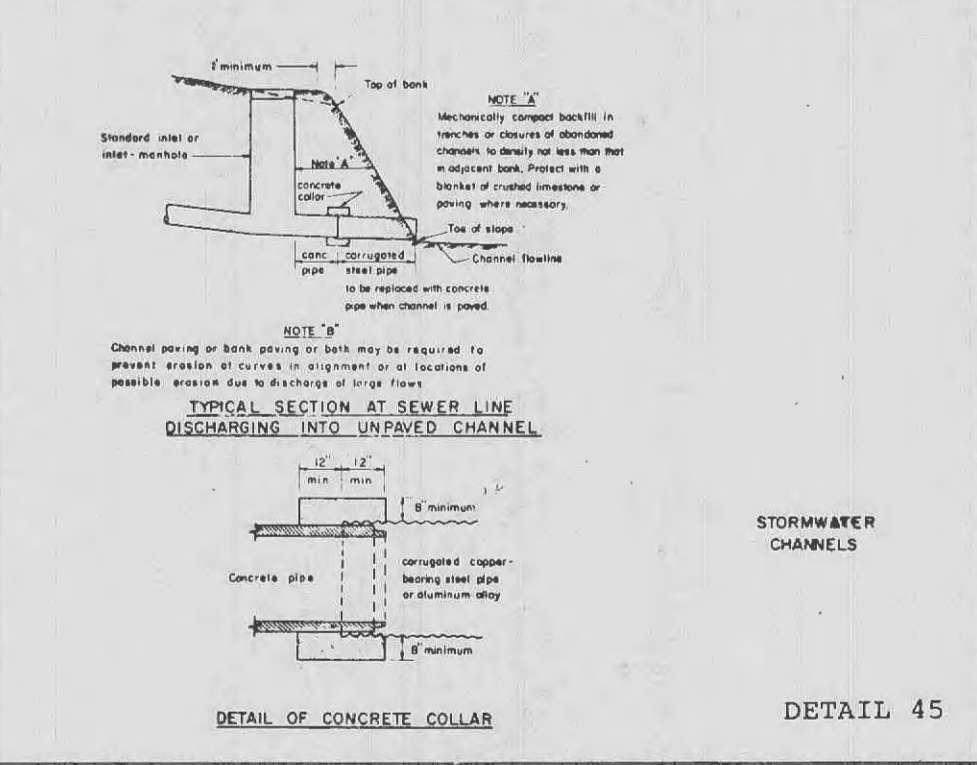 1' minimum
Top of bank
NOTE "A"
Mechanically compact backfill in
trenches or closures of abandoned
channels to density not less than that
in adjacent bank. Protect with a
blanket of crushed limestone or
paving where necessary.
Standard inlet or
inlet-manhole
Note "A"
concrete
collar
Toe of slope
Channel flowline
conc
pipe
corrugated
steel pipe
to be replaced with concrete
pipe when channel is paved.
NOTE "B"
Channel paving or bank paving or both may be required to
prevent erosion at curves in alignment or at locations of
possible erosion due to discharge of large flows
TYPICAL SECTION AT SEWER LINE
DISCHARGING INTO UNPAVED CHANNEL
12" 12"
min min
8" minimum
Concrete pipe
corrugated copper-
bearing steel pipe
or aluminum alloy
8" minimum
DETAIL OF CONCRETE COLLAR
STORMWATER
CHANNELS
DETAIL 45